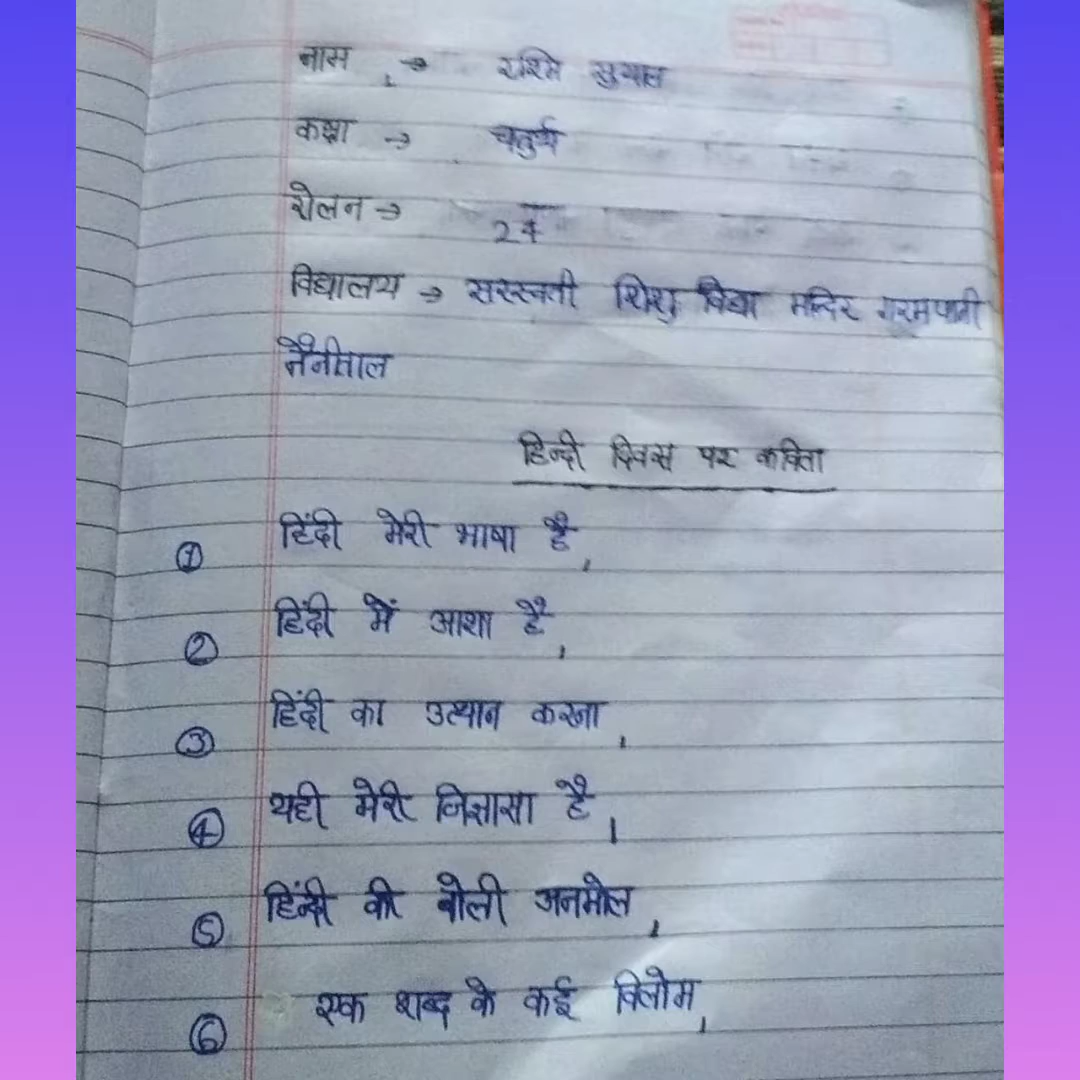 नाम → रश्मि सुयाल
कक्षा → चतुर्थ
रोलन → 24
विद्यालय → सरस्वती शिशु विद्या मन्दिर गरमपानी
नैनीताल
हिन्दी दिवस पर कविता
① हिंदी मेरी भाषा है,
② हिंदी में आशा है,
③ हिंदी का उत्थान करना,
④ यही मेरी जिज्ञासा है,
⑤ हिंन्दी की बोली अनमोल,
⑥ एक शब्द के कई विलोम,